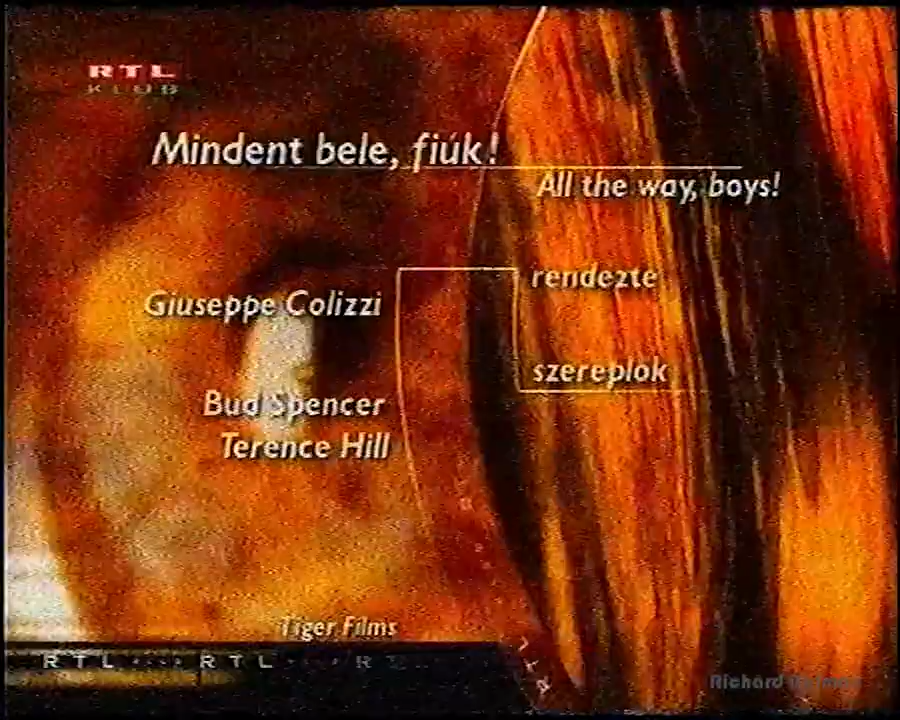 RTL
KLUB
Mindent bele, fiúk!
All the way, boys!
rendezte
Giuseppe Colizzi
szereplok
Bud Spencer
Terence Hill
Tiger Films
RTL RTL R
Richard